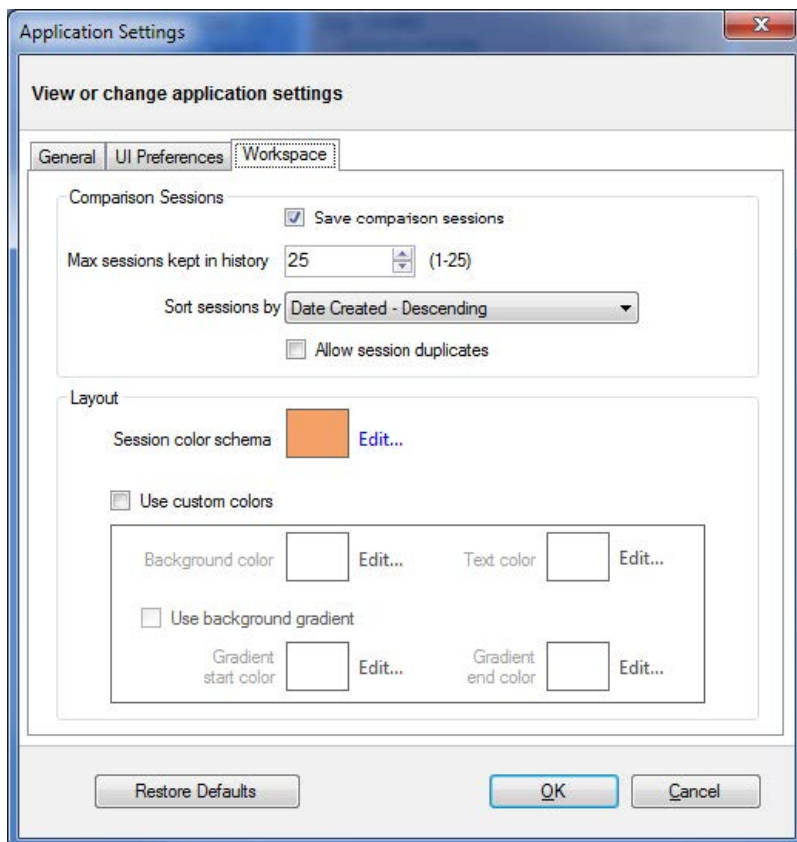 Application Settings
View or change application settings
General UI Preferences Workspace
Comparison Sessions
Save comparison sessions
Max sessions kept in history 25 (1-25)
Sort sessions by Date Created - Descending
Allow session duplicates
Layout
Session color schema Edit...
Use custom colors
Background color Edit... Text color Edit...
Use background gradient
Gradient start color Edit... Gradient end color Edit...
Restore Defaults OK Cancel